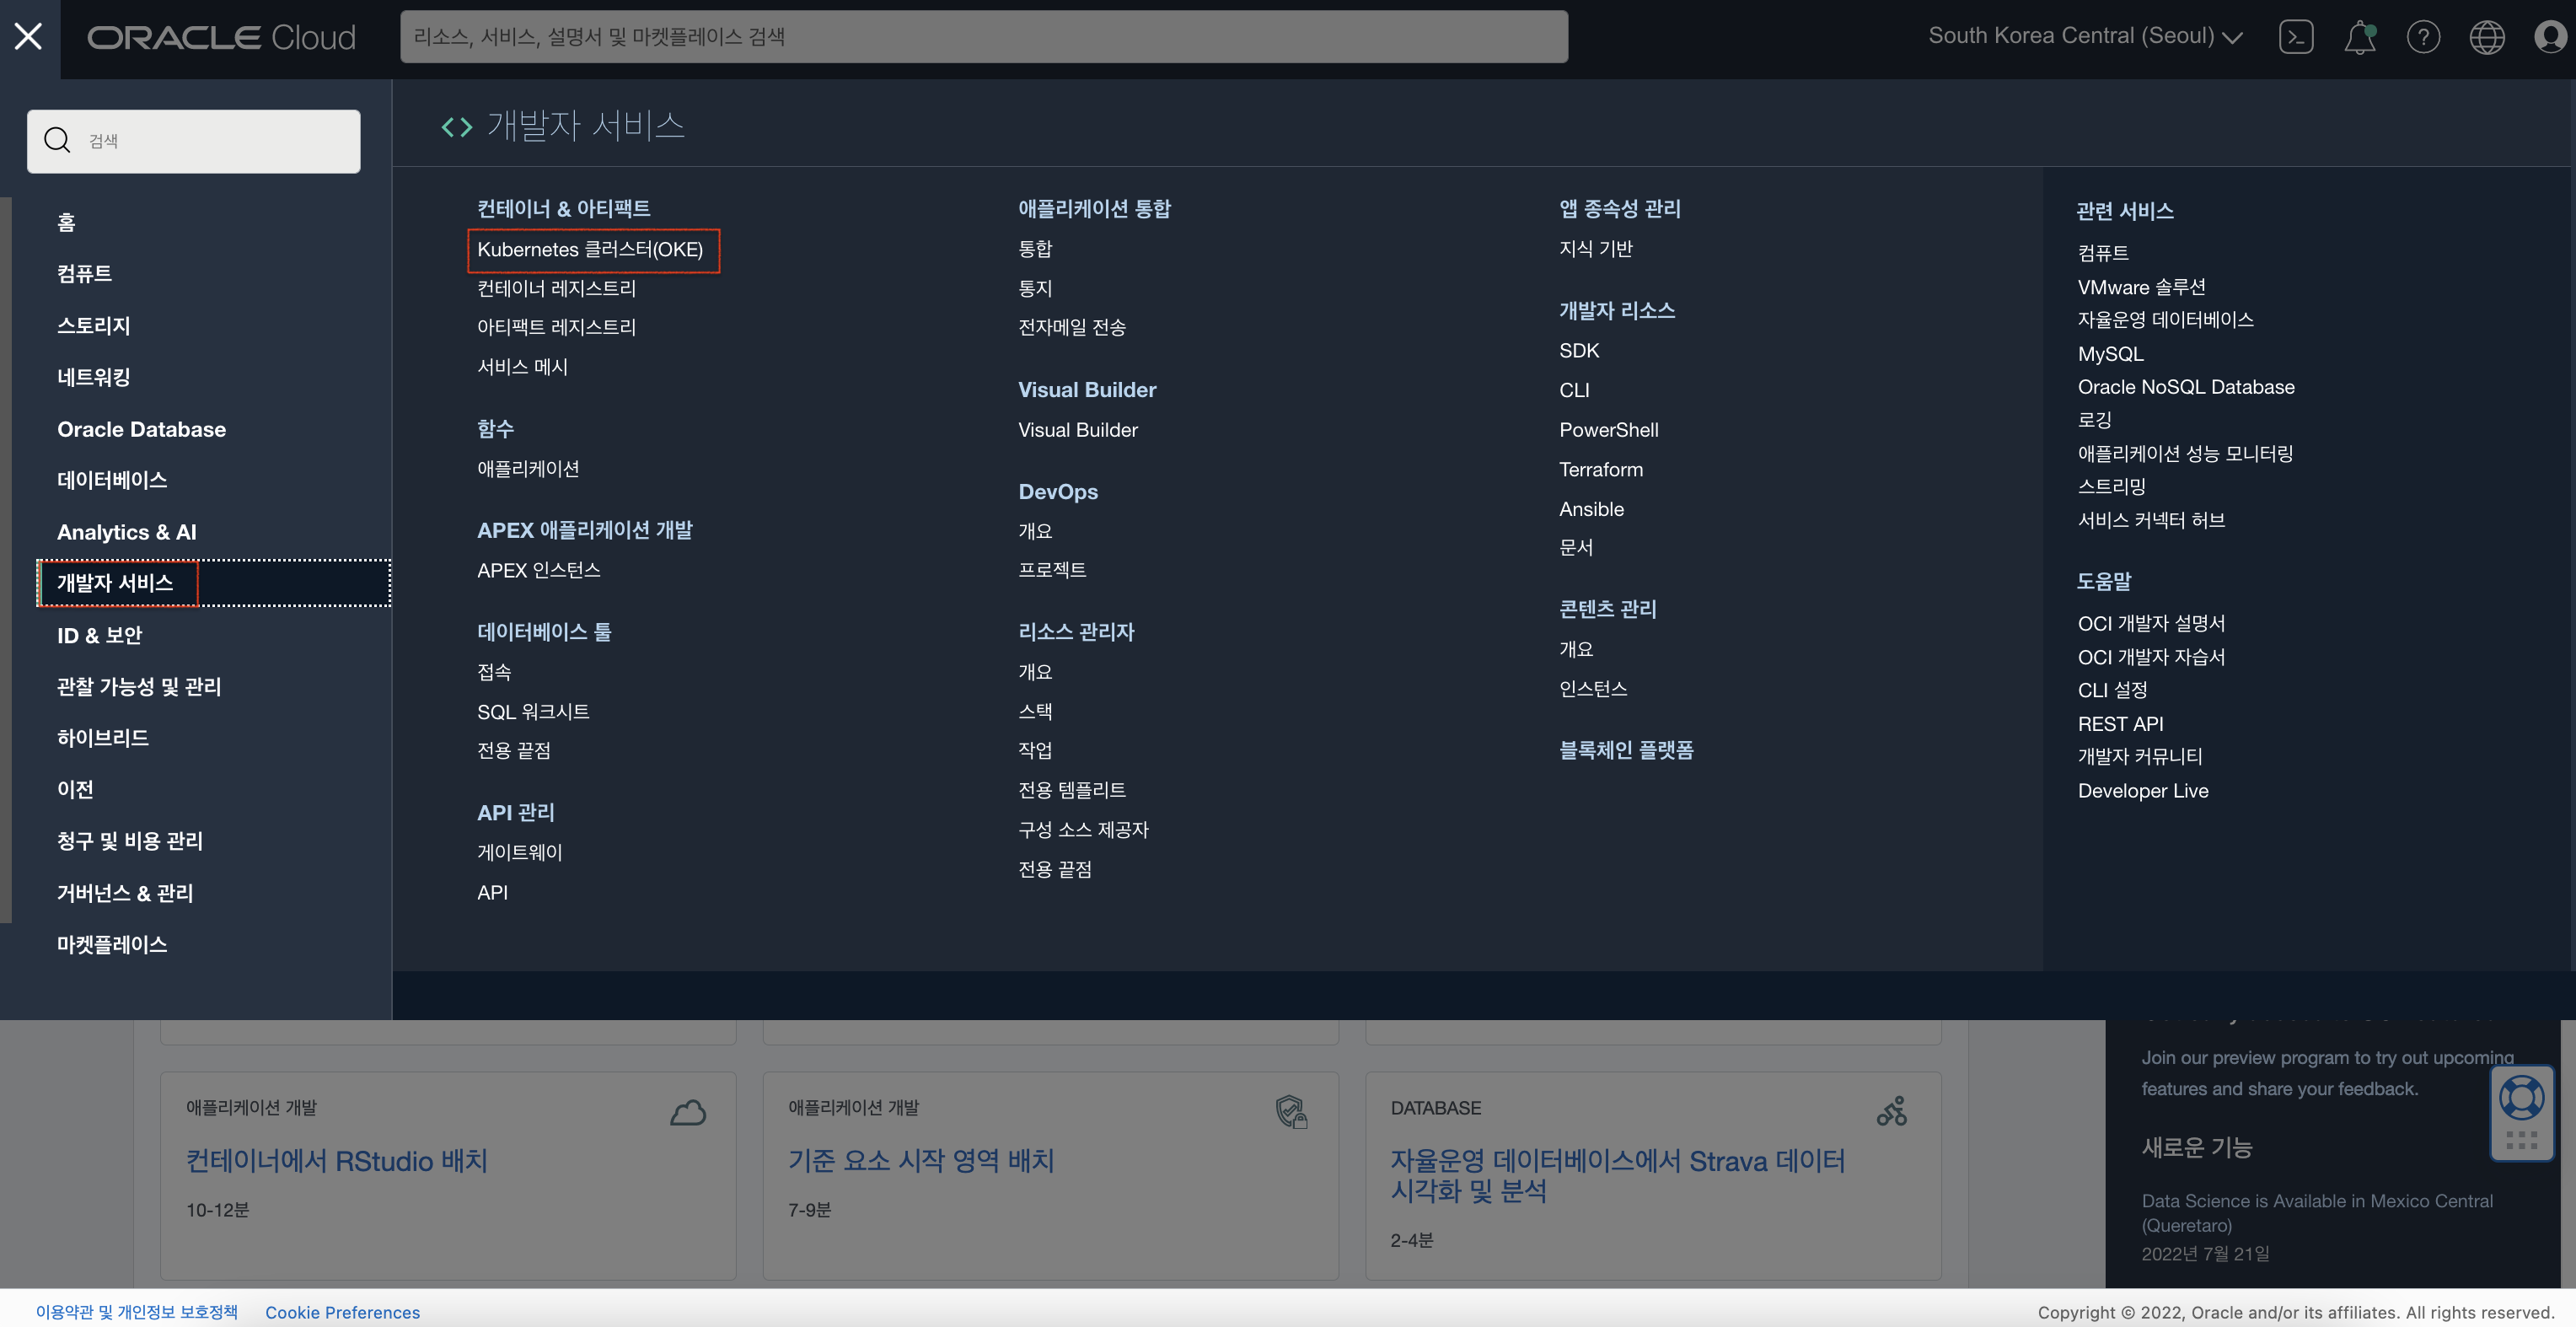 ORACLE Cloud
리소스, 서비스, 설명서 및 마켓플레이스 검색
South Korea Central (Seoul)
검색
홈
컴퓨트
스토리지
네트워킹
Oracle Database
데이터베이스
Analytics & AI
개발자 서비스
ID & 보안
관찰 가능성 및 관리
하이브리드
이전
청구 및 비용 관리
거버넌스 & 관리
마켓플레이스
개발자 서비스
컨테이너 & 아티팩트
Kubernetes 클러스터(OKE)
컨테이너 레지스트리
아티팩트 레지스트리
서비스 메시
함수
애플리케이션
APEX 애플리케이션 개발
APEX 인스턴스
데이터베이스 툴
접속
SQL 워크시트
전용 끝점
API 관리
게이트웨이
API
애플리케이션 통합
통합
통지
전자메일 전송
Visual Builder
Visual Builder
DevOps
개요
프로젝트
리소스 관리자
개요
스택
작업
전용 템플리트
구성 소스 제공자
전용 끝점
앱 종속성 관리
지식 기반
개발자 리소스
SDK
CLI
PowerShell
Terraform
Ansible
문서
콘텐츠 관리
개요
인스턴스
블록체인 플랫폼
관련 서비스
컴퓨트
VMware 솔루션
자율운영 데이터베이스
MySQL
Oracle NoSQL Database
로깅
애플리케이션 성능 모니터링
스트리밍
서비스 커넥터 허브
도움말
OCI 개발자 설명서
OCI 개발자 자습서
CLI 설정
REST API
개발자 커뮤니티
Developer Live
애플리케이션 개발
컨테이너에서 RStudio 배치
10-12분
애플리케이션 개발
기준 요소 시작 영역 배치
7-9분
DATABASE
자율운영 데이터베이스에서 Strava 데이터
시각화 및 분석
2-4분
Join our preview program to try out upcoming
features and share your feedback.
새로운 기능
Data Science is Available in Mexico Central
(Queretaro)
2022년 7월 21일
이용약관 및 개인정보 보호정책
Cookie Preferences
Copyright © 2022, Oracle and/or its affiliates. All rights reserved.